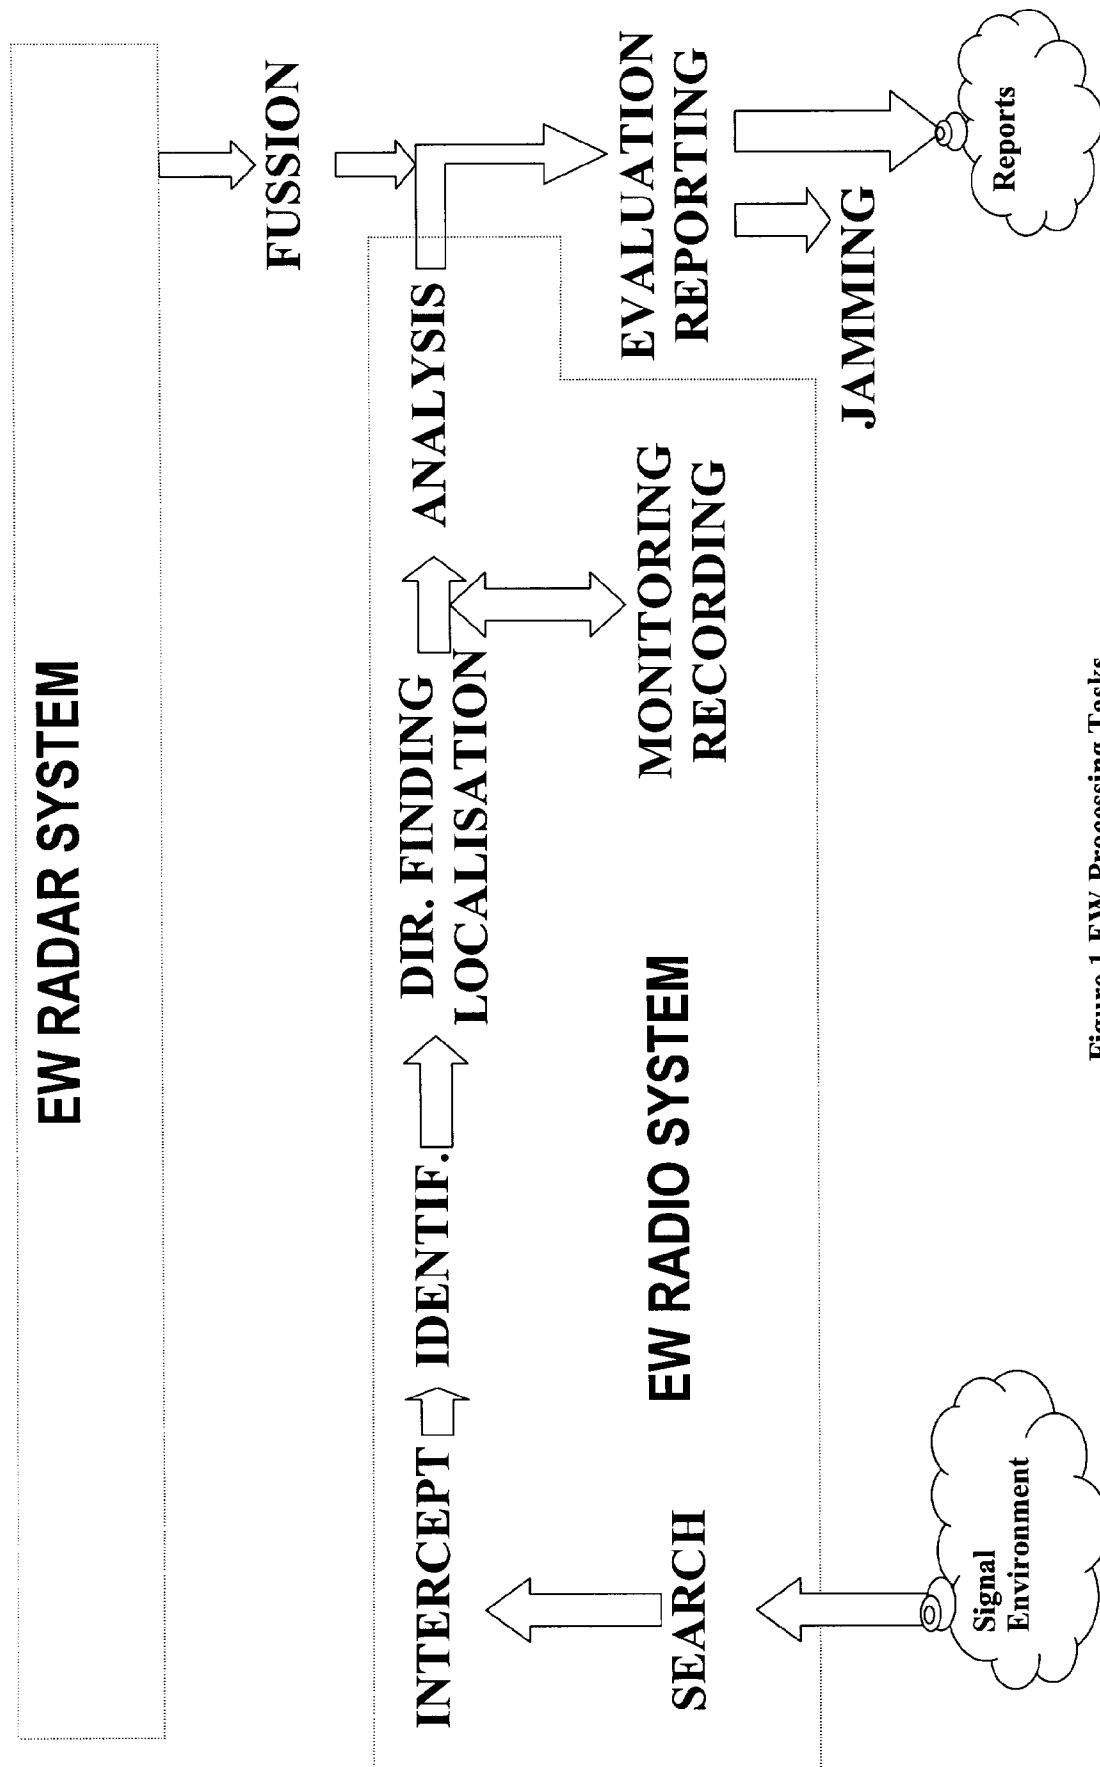 EW RADAR SYSTEM
FUSSION
INTERCEPT
IDENTIF.
DIR. FINDING
LOCALISATION
ANALYSIS
SEARCH
EW RADIO SYSTEM
MONITORING
RECORDING
EVALUATION
REPORTING
JAMMING
Signal
Environment
Reports
Figure 1 EW Processing Tasks